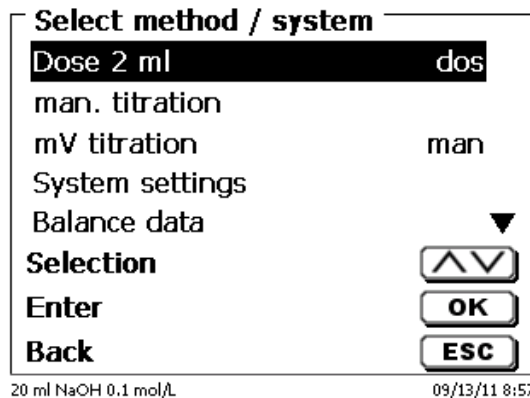 Select method / system
Dose 2 ml dos
man. titration
mV titration man
System settings
Balance data
Selection
Enter OK
Back ESC
20 ml NaOH 0.1 mol/L 09/13/11 8:57